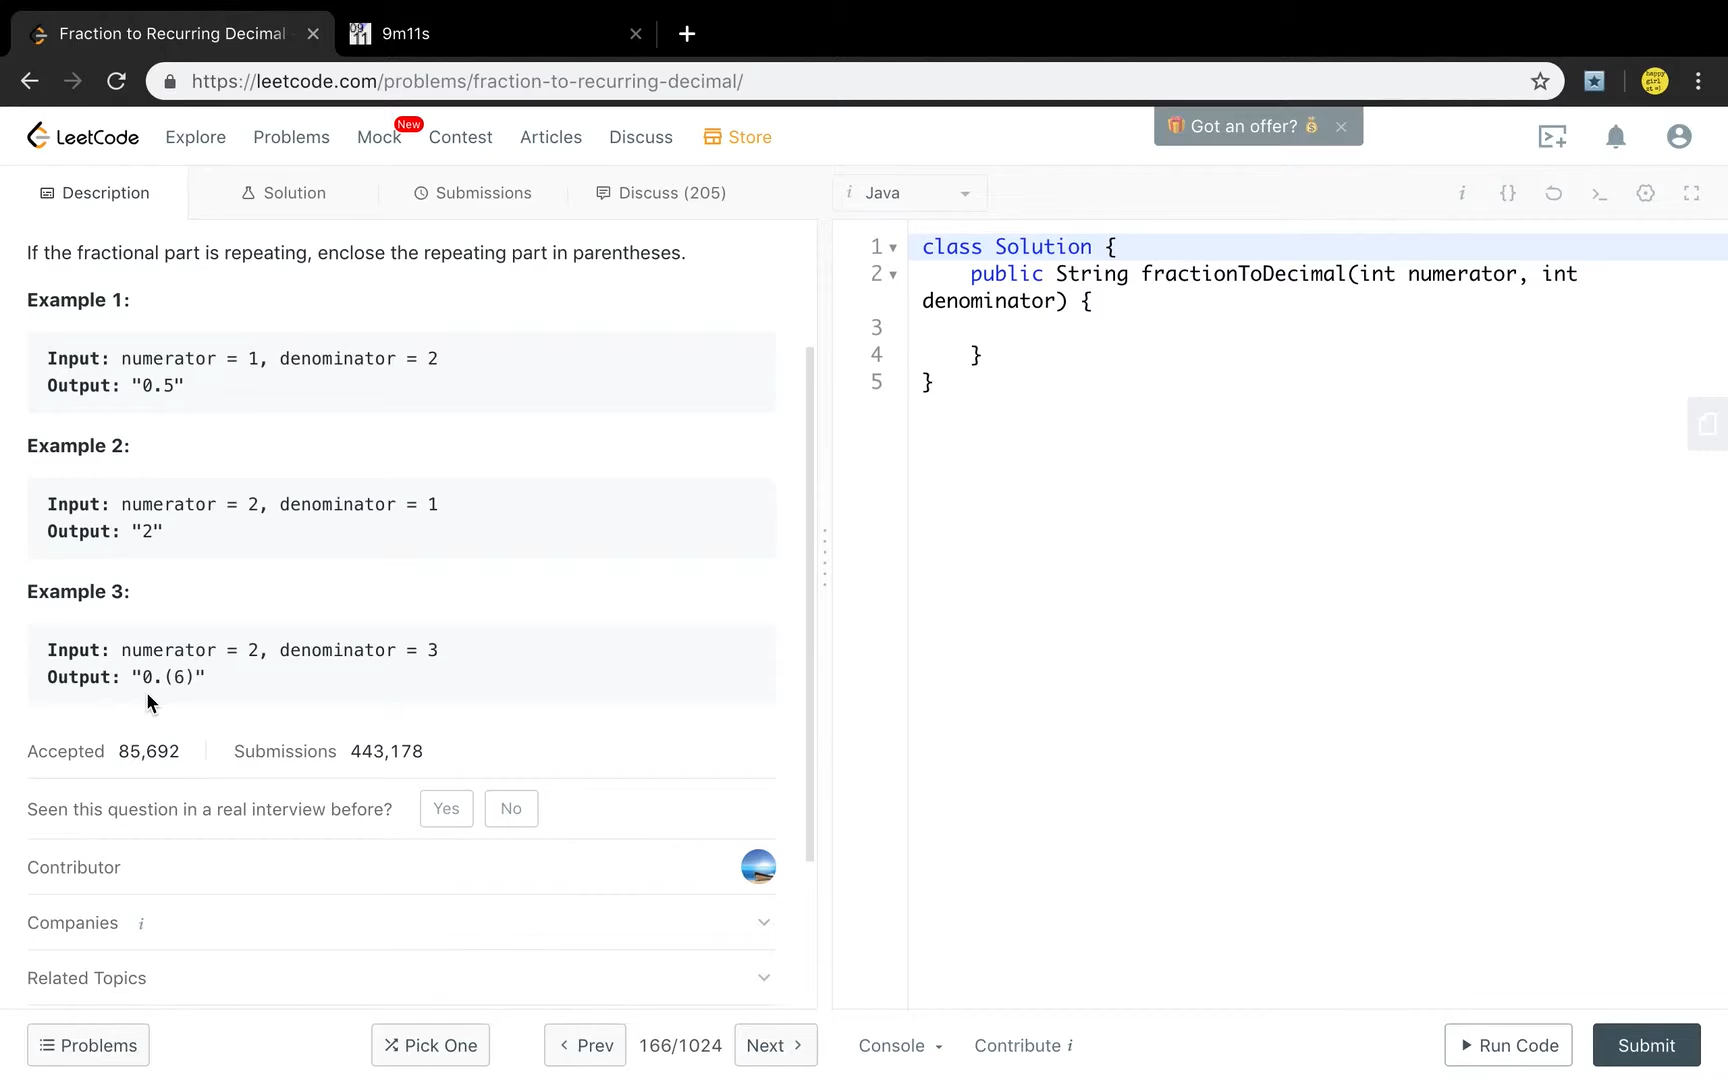 Fraction to Recurring Decimal
9m11s
https://leetcode.com/problems/fraction-to-recurring-decimal/
LeetCode
Explore
Problems
Mock
New
Contest
Articles
Discuss
Store
Got an offer?
Description
Solution
Submissions
Discuss (205)
i Java
If the fractional part is repeating, enclose the repeating part in parentheses.
Example 1:
Input: numerator = 1, denominator = 2
Output: "0.5"
Example 2:
Input: numerator = 2, denominator = 1
Output: "2"
Example 3:
Input: numerator = 2, denominator = 3
Output: "0.(6)"
Accepted 85,692
Submissions 443,178
Seen this question in a real interview before?
Yes
No
Contributor
Companies i
Related Topics
Problems
Pick One
Prev
166/1024
Next
i {}
1 class Solution {
2 public String fractionToDecimal(int numerator, int
denominator) {
3
4 }
5 }
Console
Contribute i
Run Code
Submit